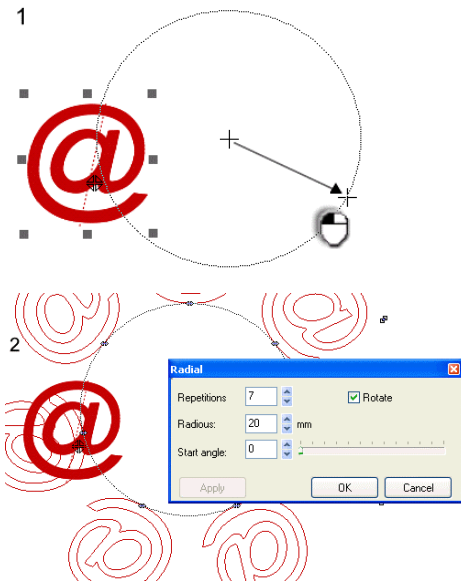 1
@
2
@
Radial
Repetitions 7 Rotate
Radious: 20 mm
Start angle: 0
Apply OK Cancel